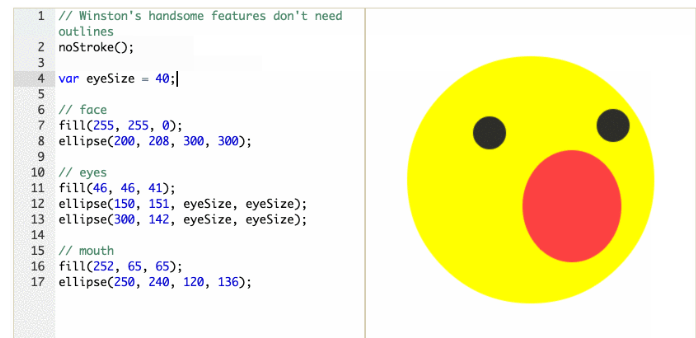 1 // Winston's handsome features don't need
outlines
2 noStroke();
3
4 var eyeSize = 40;
5
6 // face
7 fill(255, 255, 0);
8 ellipse(200, 208, 300, 300);
9
10 // eyes
11 fill(46, 46, 41);
12 ellipse(150, 151, eyeSize, eyeSize);
13 ellipse(300, 142, eyeSize, eyeSize);
14
15 // mouth
16 fill(252, 65, 65);
17 ellipse(250, 240, 120, 136);